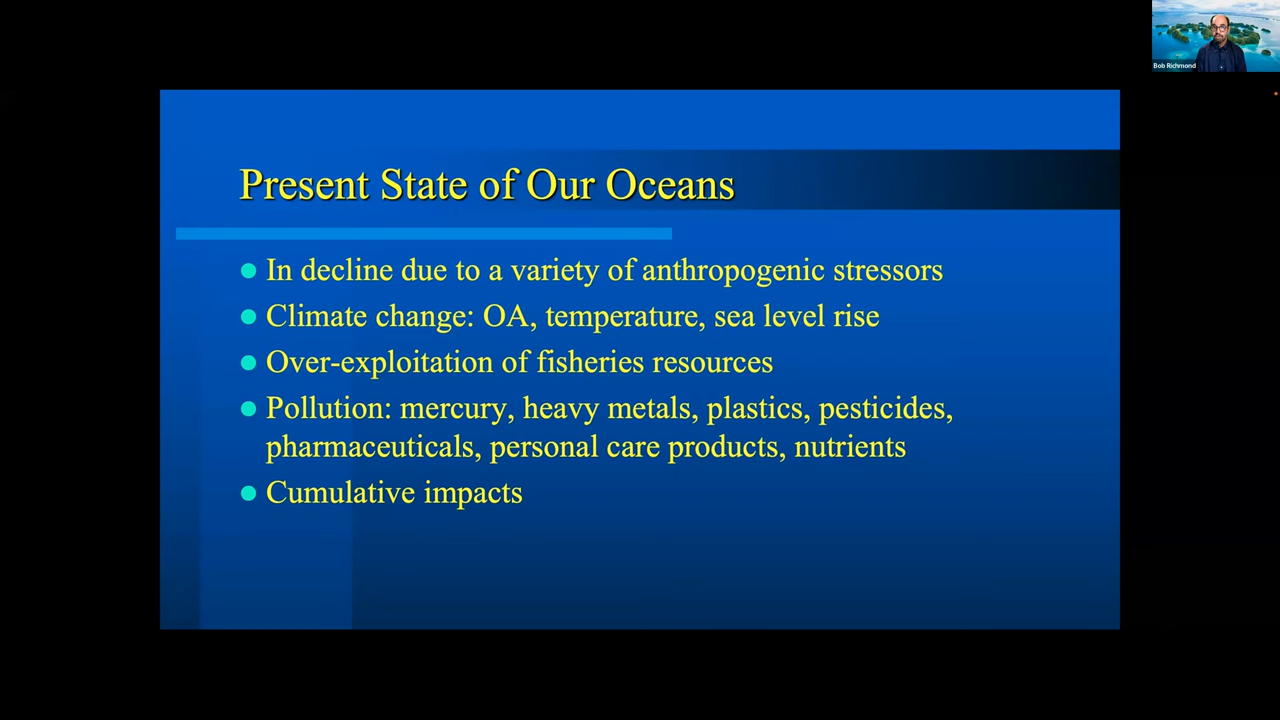 Bob Richmond
Present State of Our Oceans
In decline due to a variety of anthropogenic stressors
Climate change: OA, temperature, sea level rise
Over-exploitation of fisheries resources
Pollution: mercury, heavy metals, plastics, pesticides,
pharmaceuticals, personal care products, nutrients
Cumulative impacts